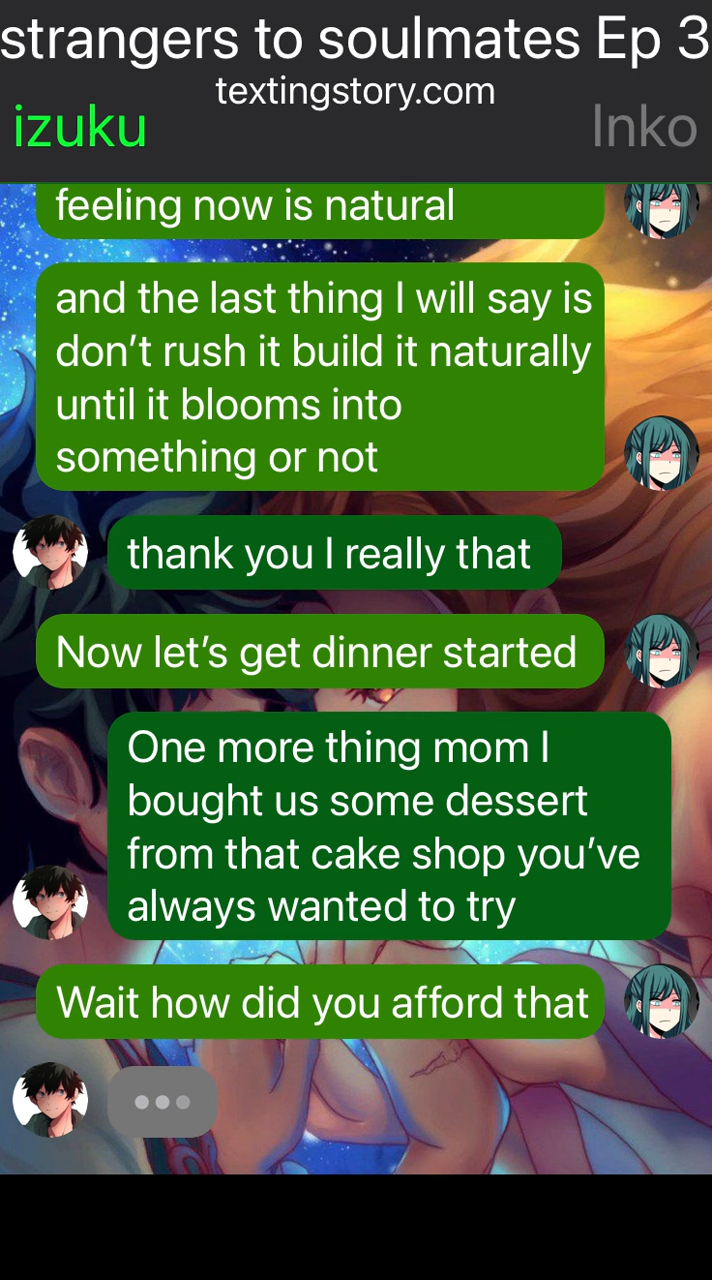 strangers to soulmates Ep 3
textingstory.com
izuku
Inko
feeling now is natural
and the last thing I will say is
don’t rush it build it naturally
until it blooms into
something or not
thank you I really that
Now let’s get dinner started
One more thing mom I
bought us some dessert
from that cake shop you’ve
always wanted to try
Wait how did you afford that